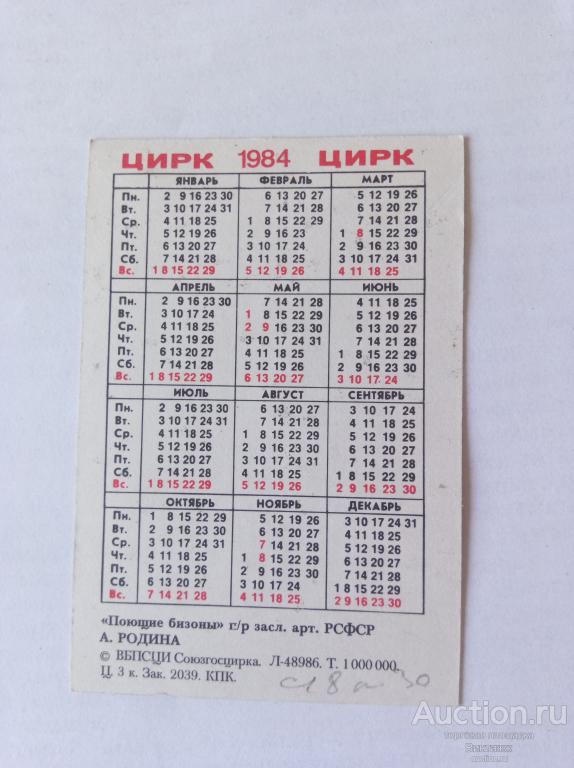 ЦИРК 1984 ЦИРК
ЯНВАРЬ ФЕВРАЛЬ МАРТ
Пн. 2 9 16 23 30 6 13 20 27 5 12 19 26
Вт. 3 10 17 24 31 7 14 21 28 6 13 20 27
Ср. 4 11 18 25 1 8 15 22 29 7 14 21 28
Чт. 5 12 19 26 2 9 16 23 1 8 15 22 29
Пт. 6 13 20 27 3 10 17 24 2 9 16 23 30
Сб. 7 14 21 28 4 11 18 25 3 10 17 24 31
Вс. 1 8 15 22 29 5 12 19 26 4 11 18 25
АПРЕЛЬ МАЙ ИЮНЬ
Пн. 2 9 16 23 30 7 14 21 28 4 11 18 25
Вт. 3 10 17 24 1 8 15 22 29 5 12 19 26
Ср. 4 11 18 25 2 9 16 23 30 6 13 20 27
Чт. 5 12 19 26 3 10 17 24 31 7 14 21 28
Пт. 6 13 20 27 4 11 18 25 1 8 15 22 29
Сб. 7 14 21 28 5 12 19 26 2 9 16 23 30
Вс. 1 8 15 22 29 6 13 20 27 3 10 17 24
ИЮЛЬ АВГУСТ СЕНТЯБРЬ
Пн. 2 9 16 23 30 6 13 20 27 3 10 17 24
Вт. 3 10 17 24 31 7 14 21 28 4 11 18 25
Ср. 4 11 18 25 1 8 15 22 29 5 12 19 26
Чт. 5 12 19 26 2 9 16 23 30 6 13 20 27
Пт. 6 13 20 27 3 10 17 24 31 7 14 21 28
Сб. 7 14 21 28 4 11 18 25 1 8 15 22 29
Вс. 1 8 15 22 29 5 12 19 26 2 9 16 23 30
ОКТЯБРЬ НОЯБРЬ ДЕКАБРЬ
Пн. 1 8 15 22 29 5 12 19 26 3 10 17 24 31
Вт. 2 9 16 23 30 6 13 20 27 4 11 18 25
Ср. 3 10 17 24 31 7 14 21 28 5 12 19 26
Чт. 4 11 18 25 1 8 15 22 29 6 13 20 27
Пт. 5 12 19 26 2 9 16 23 30 7 14 21 28
Сб. 6 13 20 27 3 10 17 24 1 8 15 22 29
Вс. 7 14 21 28 4 11 18 25 2 9 16 23 30
«Поющие бизоны» г/р засл. арт. РСФСР
А. РОДИНА
© ВБПСЦИ Союзгосцирка. Л-48986. Т. 1 000 000.
Ц. 3 к. Зак. 2039. КПК.
Auction.ru
торговая площадка
auction.ru/